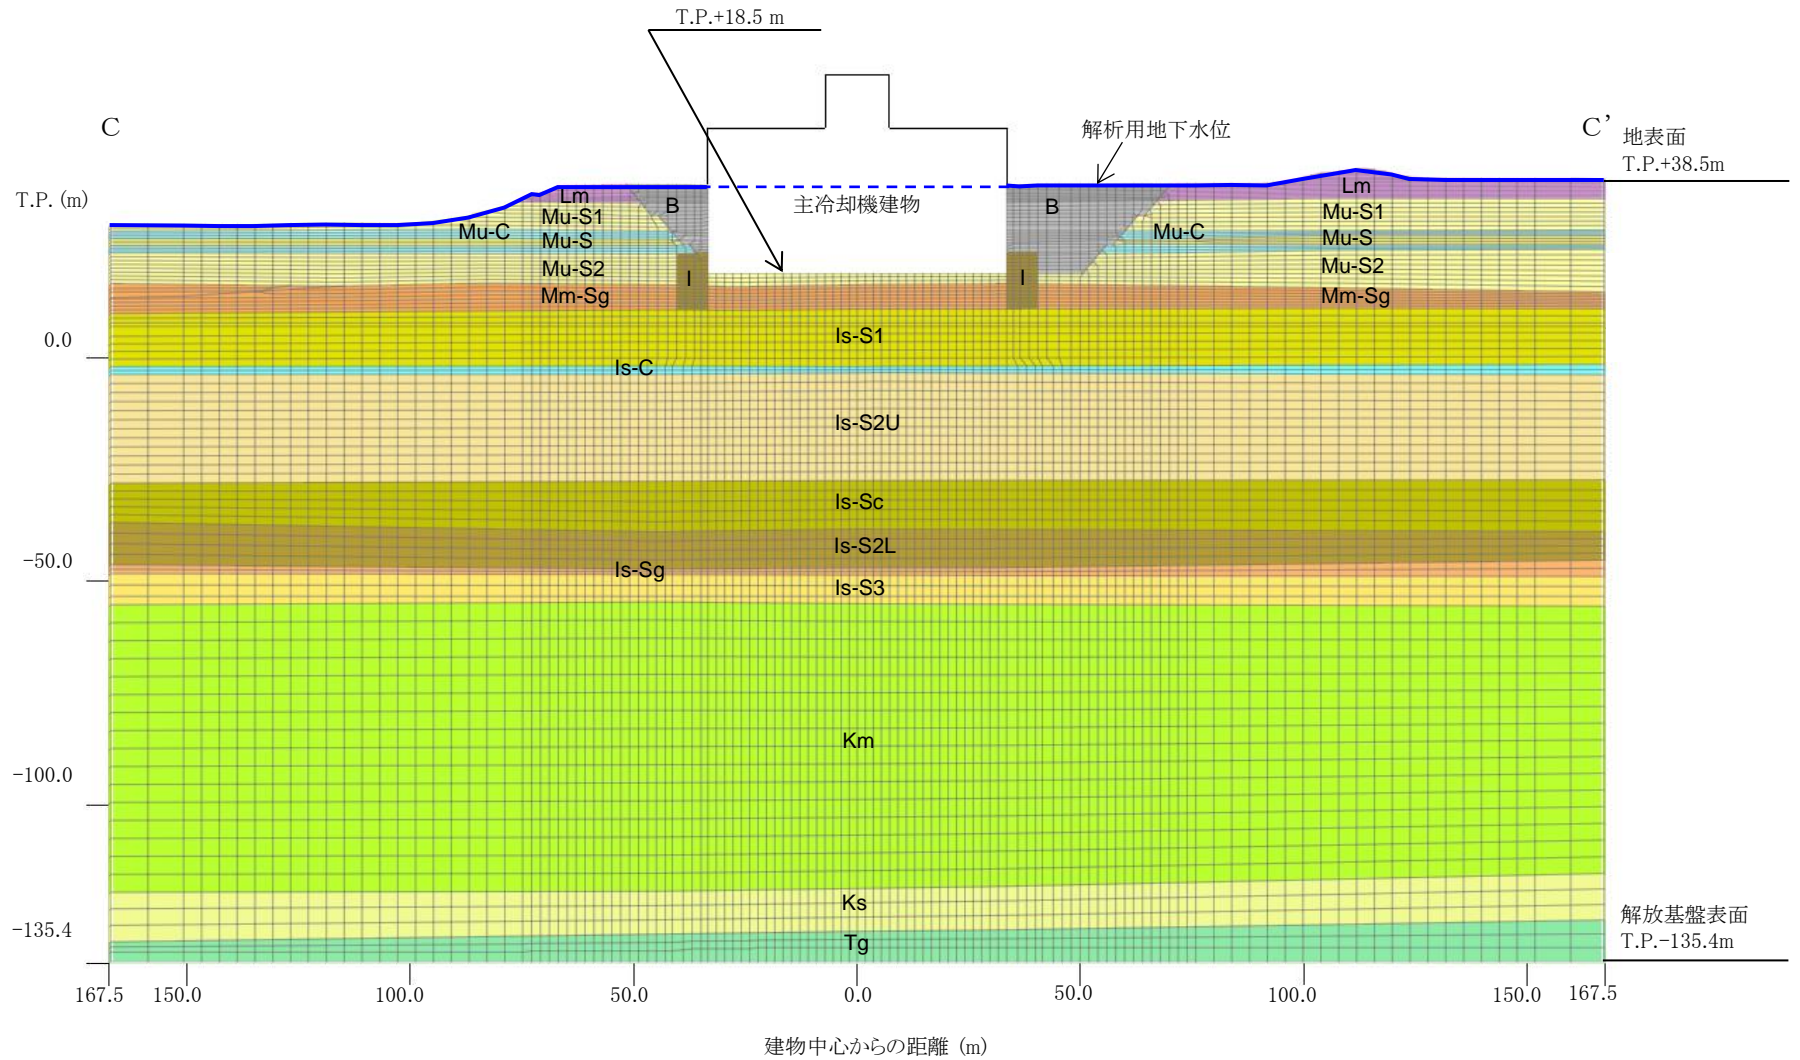 T.P.+18.5 m
C
解析用地下水位
C’
地表面
T.P.+38.5m
T.P. (m)
主冷却機建物
Lm
B
B
Lm
Mu-S1
Mu-C
Mu-S
Mu-S2
Mm-Sg
I
I
Mu-C
Mu-S1
Mu-S
Mu-S2
Mm-Sg
0.0
Is-S1
Is-C
Is-S2U
Is-Sc
Is-S2L
-50.0
Is-Sg
Is-S3
Km
-100.0
Ks
-135.4
Tg
解放基盤表面
T.P.-135.4m
167.5 150.0 100.0 50.0 0.0 50.0 100.0 150.0 167.5
建物中心からの距離 (m)